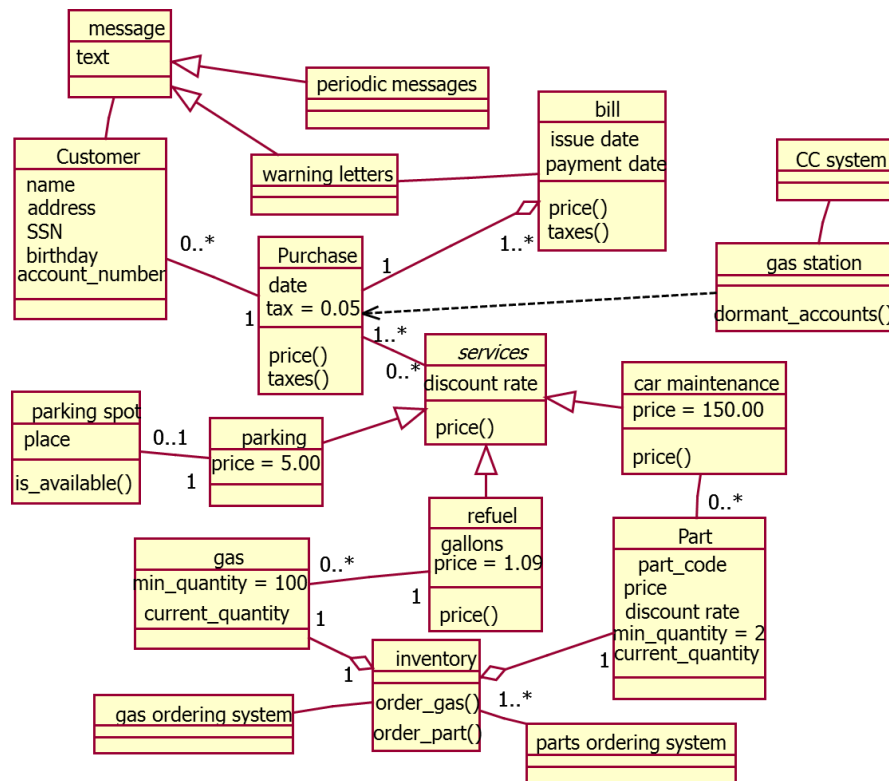 message
text
periodic messages
bill
issue date
payment date
price()
taxes()
Customer
name
address
SSN
birthday
account_number
warning letters
CC system
0..*
1
Purchase
date
tax = 0.05
price()
taxes()
1
1..*
gas station
dormant_accounts()
1..*
0..*
services
discount rate
price()
car maintenance
price = 150.00
price()
parking spot
place
is_available()
0..1
1
parking
price = 5.00
refuel
gallons
price = 1.09
price()
0..*
Part
part_code
price
discount rate
min_quantity = 2
current_quantity
gas
min_quantity = 100
current_quantity
0..*
1
1
1
inventory
order_gas()
order_part()
1
1..*
gas ordering system
parts ordering system